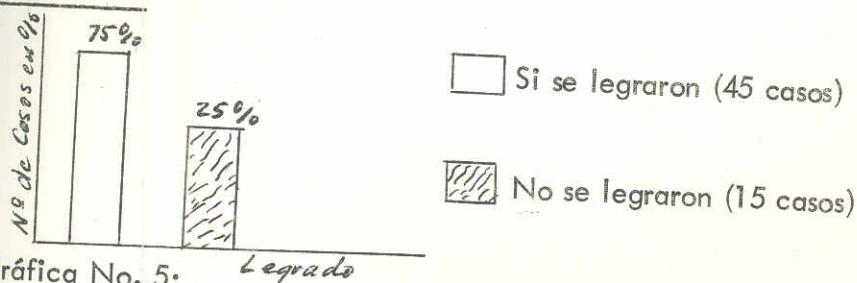 75%
25%
Nº de Casos en %
Si se legraron (45 casos)
No se legraron (15 casos)
Legrado
ráfica No. 5.